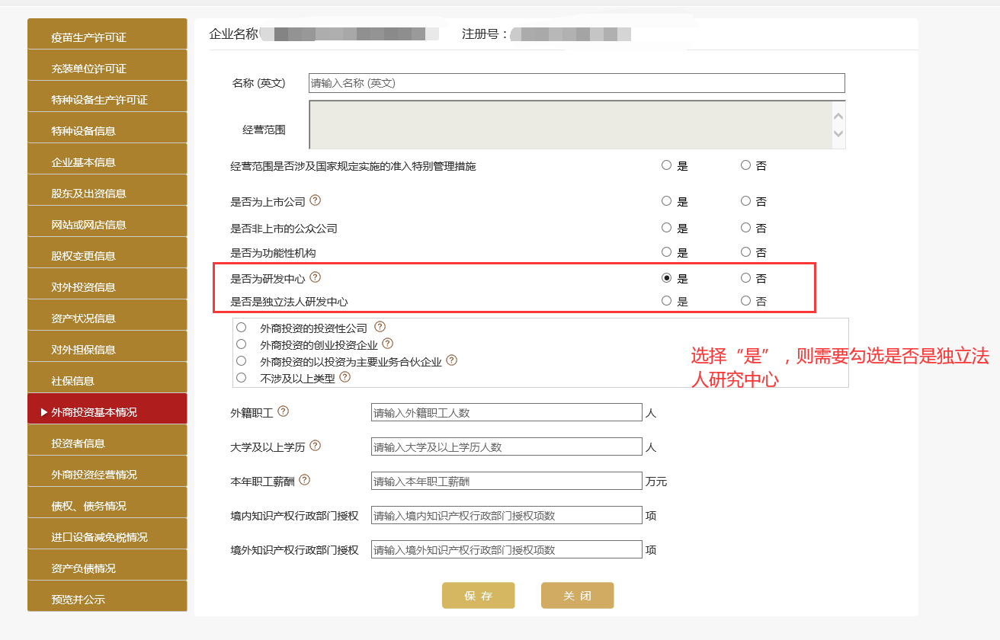 疫苗生产许可证
充装单位许可证
特种设备生产许可证
特种设备信息
企业基本信息
股东及出资信息
网站或网店信息
股权变更信息
对外投资信息
资产状况信息
对外担保信息
社保信息
外商投资基本情况
投资者信息
外商投资经营情况
债权、债务情况
进口设备减免税情况
资产负债情况
预览并公示
企业名称 注册号：
名称 (英文) 请输入名称 (英文)
经营范围
经营范围是否涉及国家规定实施的准入特别管理措施 是 否
是否为上市公司 ? 是 否
是否非上市的公众公司 是 否
是否为功能性机构 是 否
是否为研发中心 ? 是 否
是否是独立法人研发中心 是 否
外商投资的投资性公司 ?
外商投资的创业投资企业 ?
外商投资的以投资为主要业务合伙企业 ?
不涉及以上类型 ?
选择“是”，则需要勾选是否是独立法
人研究中心
外籍职工 ? 请输入外籍职工人数 人
大学及以上学历 ? 请输入大学及以上学历人数 人
本年职工薪酬 ? 请输入本年职工薪酬 万元
境内知识产权行政部门授权 请输入境内知识产权行政部门授权项数 项
境外知识产权行政部门授权 请输入境外知识产权行政部门授权项数 项
保 存 关 闭